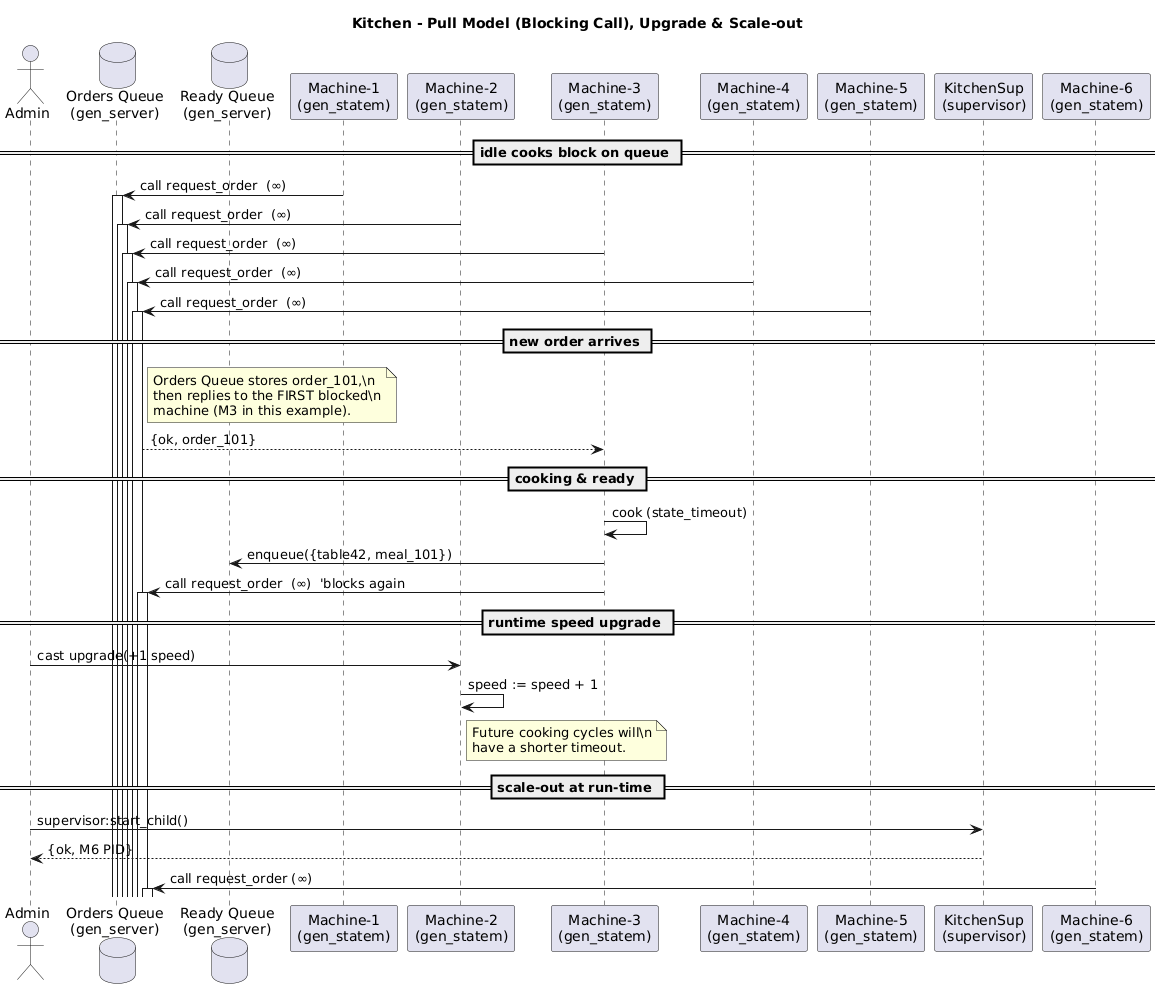 Kitchen - Pull Model (Blocking Call), Upgrade & Scale-out
Admin
Orders Queue
(gen_server)
Ready Queue
(gen_server)
Machine-1
(gen_statem)
Machine-2
(gen_statem)
Machine-3
(gen_statem)
Machine-4
(gen_statem)
Machine-5
(gen_statem)
KitchenSup
(supervisor)
Machine-6
(gen_statem)
idle cooks block on queue
call request_order  (∞)
call request_order  (∞)
call request_order  (∞)
call request_order  (∞)
call request_order  (∞)
new order arrives
Orders Queue stores order_101,\n
then replies to the FIRST blocked\n
machine (M3 in this example).
{ok, order_101}
cooking & ready
cook (state_timeout)
enqueue({table42, meal_101})
call request_order  (∞)  'blocks again
runtime speed upgrade
cast upgrade(+1 speed)
speed := speed + 1
Future cooking cycles will\n
have a shorter timeout.
scale-out at run-time
supervisor:start_child()
{ok, M6 PID}
call request_order (∞)
Admin
Orders Queue
(gen_server)
Ready Queue
(gen_server)
Machine-1
(gen_statem)
Machine-2
(gen_statem)
Machine-3
(gen_statem)
Machine-4
(gen_statem)
Machine-5
(gen_statem)
KitchenSup
(supervisor)
Machine-6
(gen_statem)